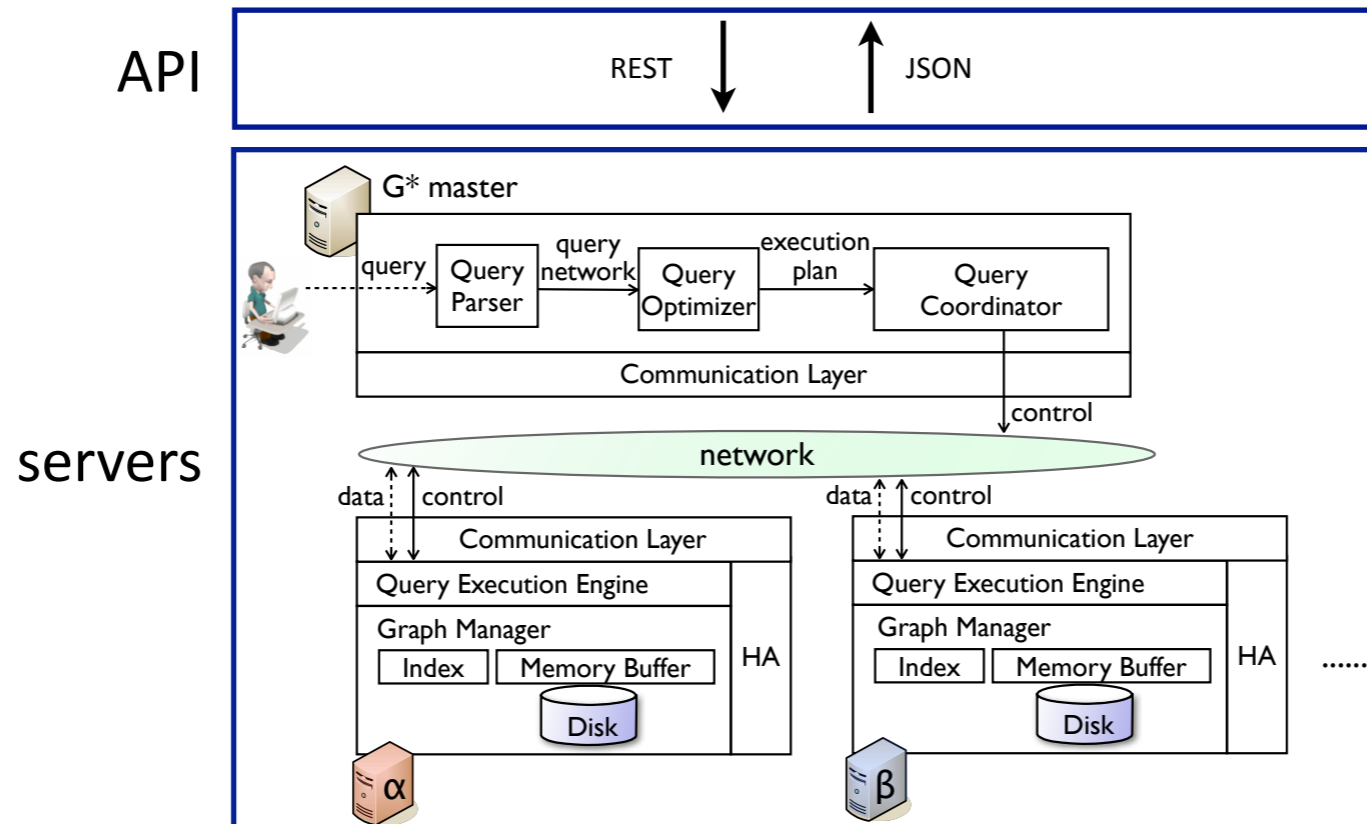 API
REST
JSON
servers
G* master
query
Query
Parser
query
network
Query
Optimizer
execution
plan
Query
Coordinator
Communication Layer
control
network
data
control
data
control
Communication Layer
Query Execution Engine
Graph Manager
Index
Memory Buffer
Disk
HA
α
Communication Layer
Query Execution Engine
Graph Manager
Index
Memory Buffer
Disk
HA
β
......